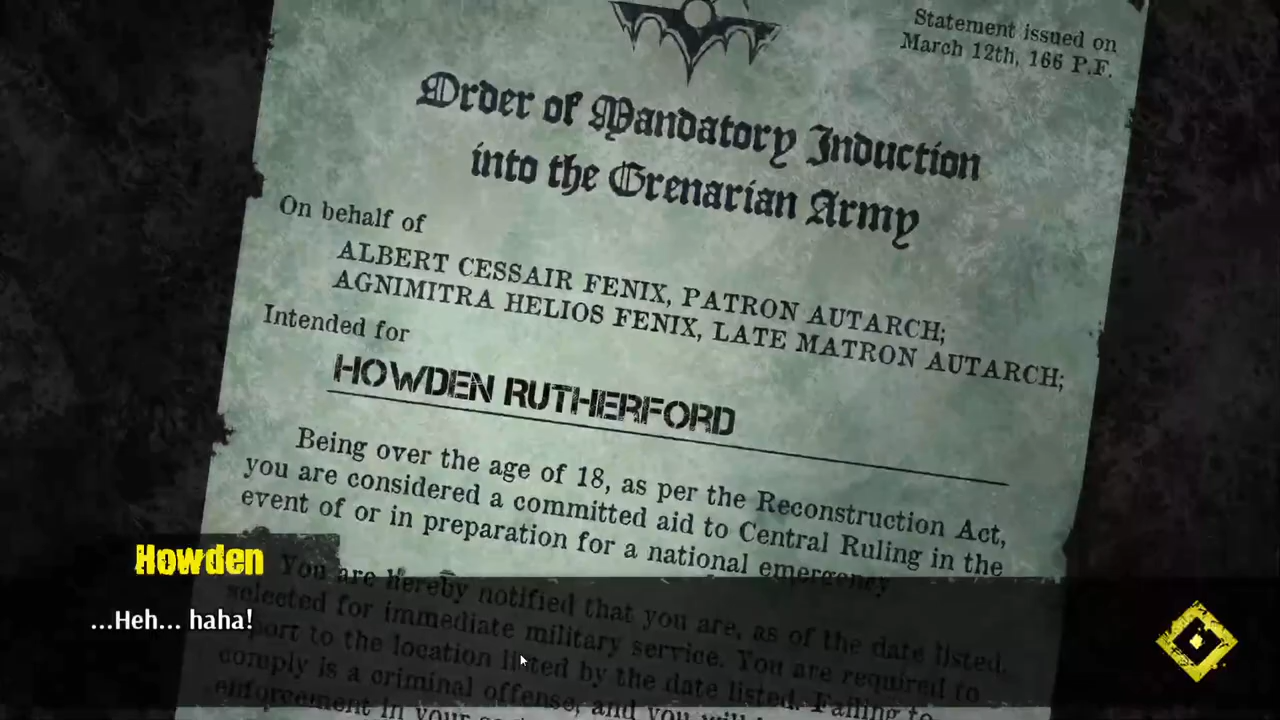 Statement issued on
March 12th, 166 P.F.
Order of Mandatory Induction
into the Grenarian Army
On behalf of
ALBERT CESSAIR FENIX, PATRON AUTARCH;
AGNIMITRA HELIOS FENIX, LATE MATRON AUTARCH;
Intended for
HOWDEN RUTHERFORD
Being over the age of 18, as per the Reconstruction Act,
you are considered a committed aid to Central Ruling in the
event of or in preparation for a national emergency
You are hereby notified that you are, as of the date listed,
selected for immediate military service. You are required to
to the location listed by the date listed. Failing to
comply is a criminal offense, and you will
enforcement in your
Howden
...Heh... haha!